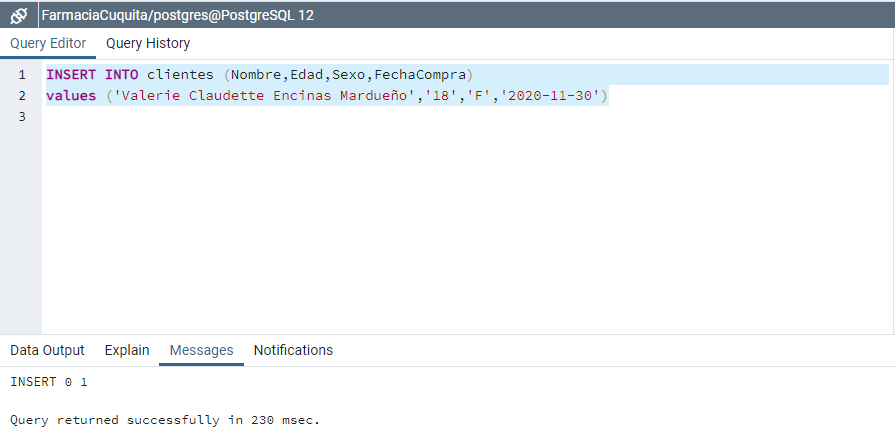 FarmaciaCuquita/postgres@PostgreSQL 12
Query Editor Query History
1 INSERT INTO clientes (Nombre,Edad,Sexo,FechaCompra)
2 values ('Valerie Claudette Encinas Mardueño','18','F','2020-11-30')
3
Data Output Explain Messages Notifications
INSERT 0 1
Query returned successfully in 230 msec.